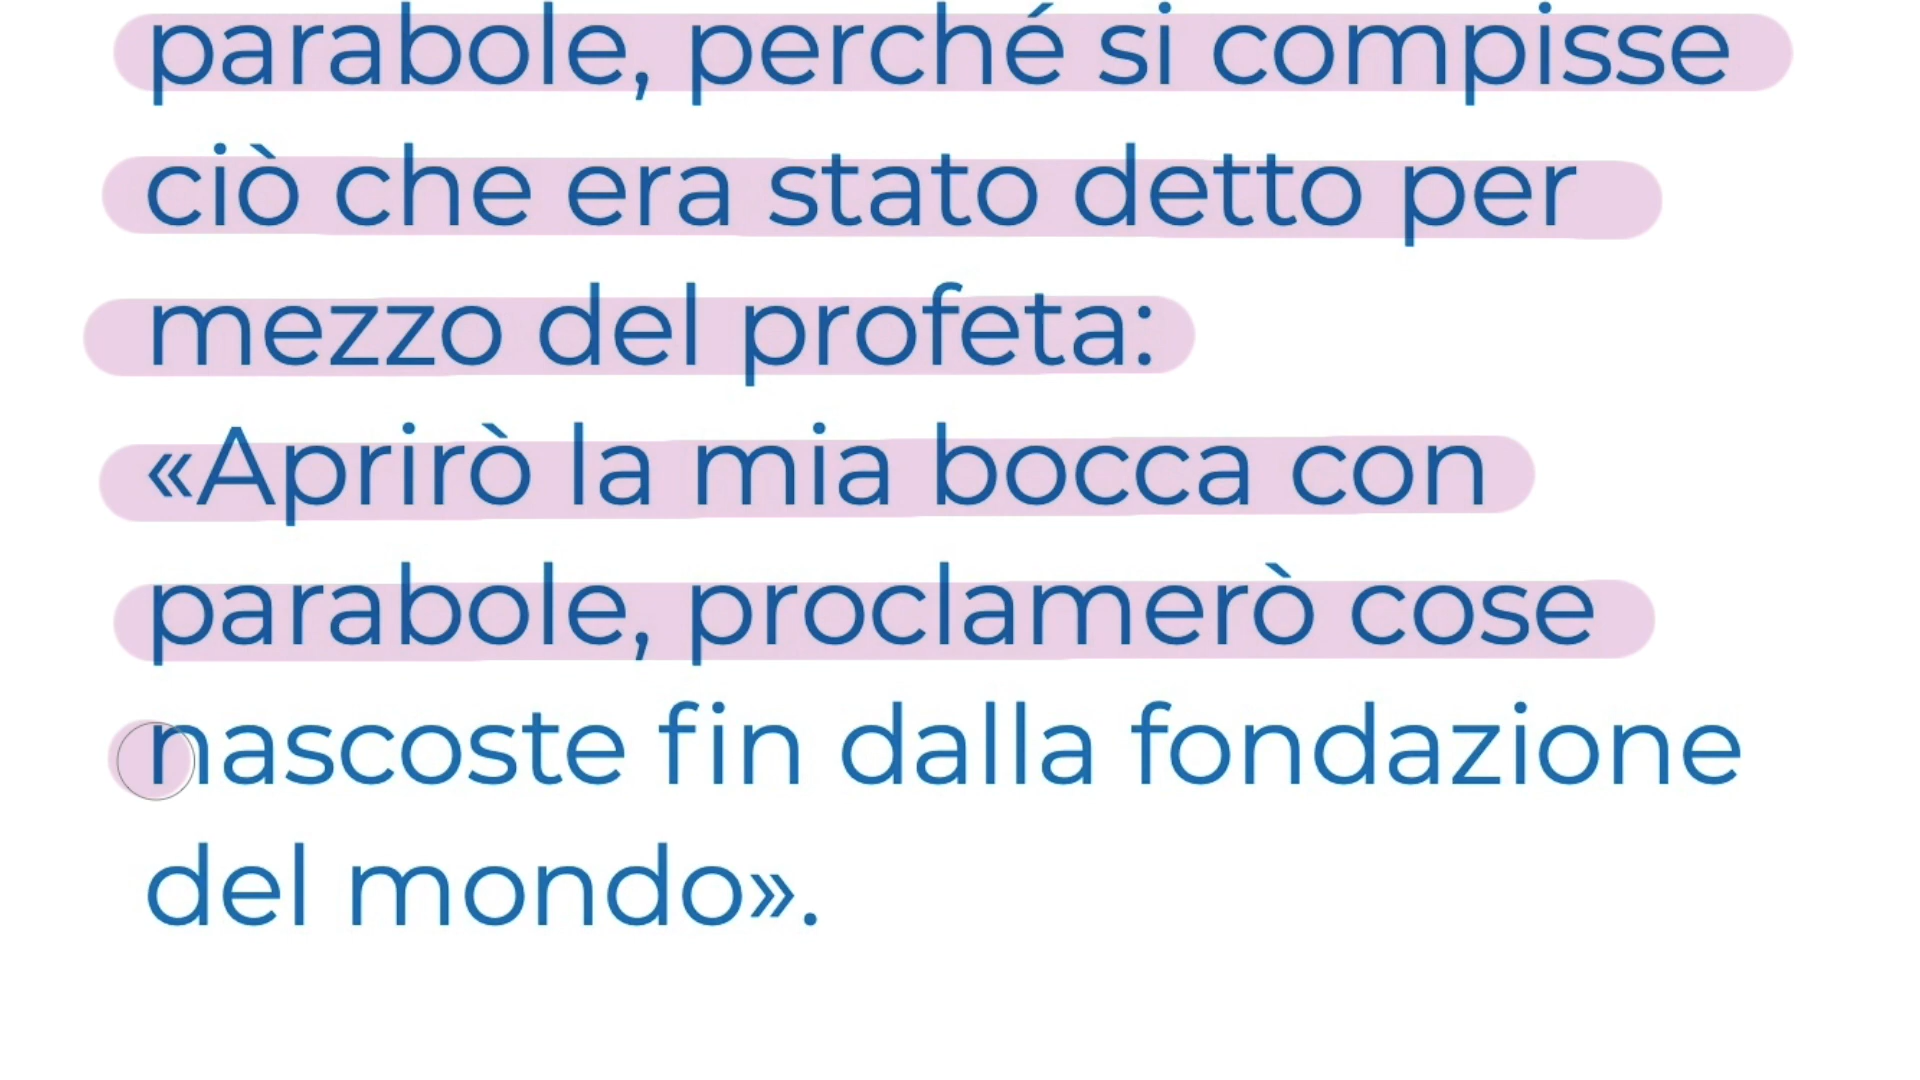 parabole, perché si compisse
ciò che era stato detto per
mezzo del profeta:
«Aprirò la mia bocca con
parabole, proclamerò cose
nascoste fin dalla fondazione
del mondo».